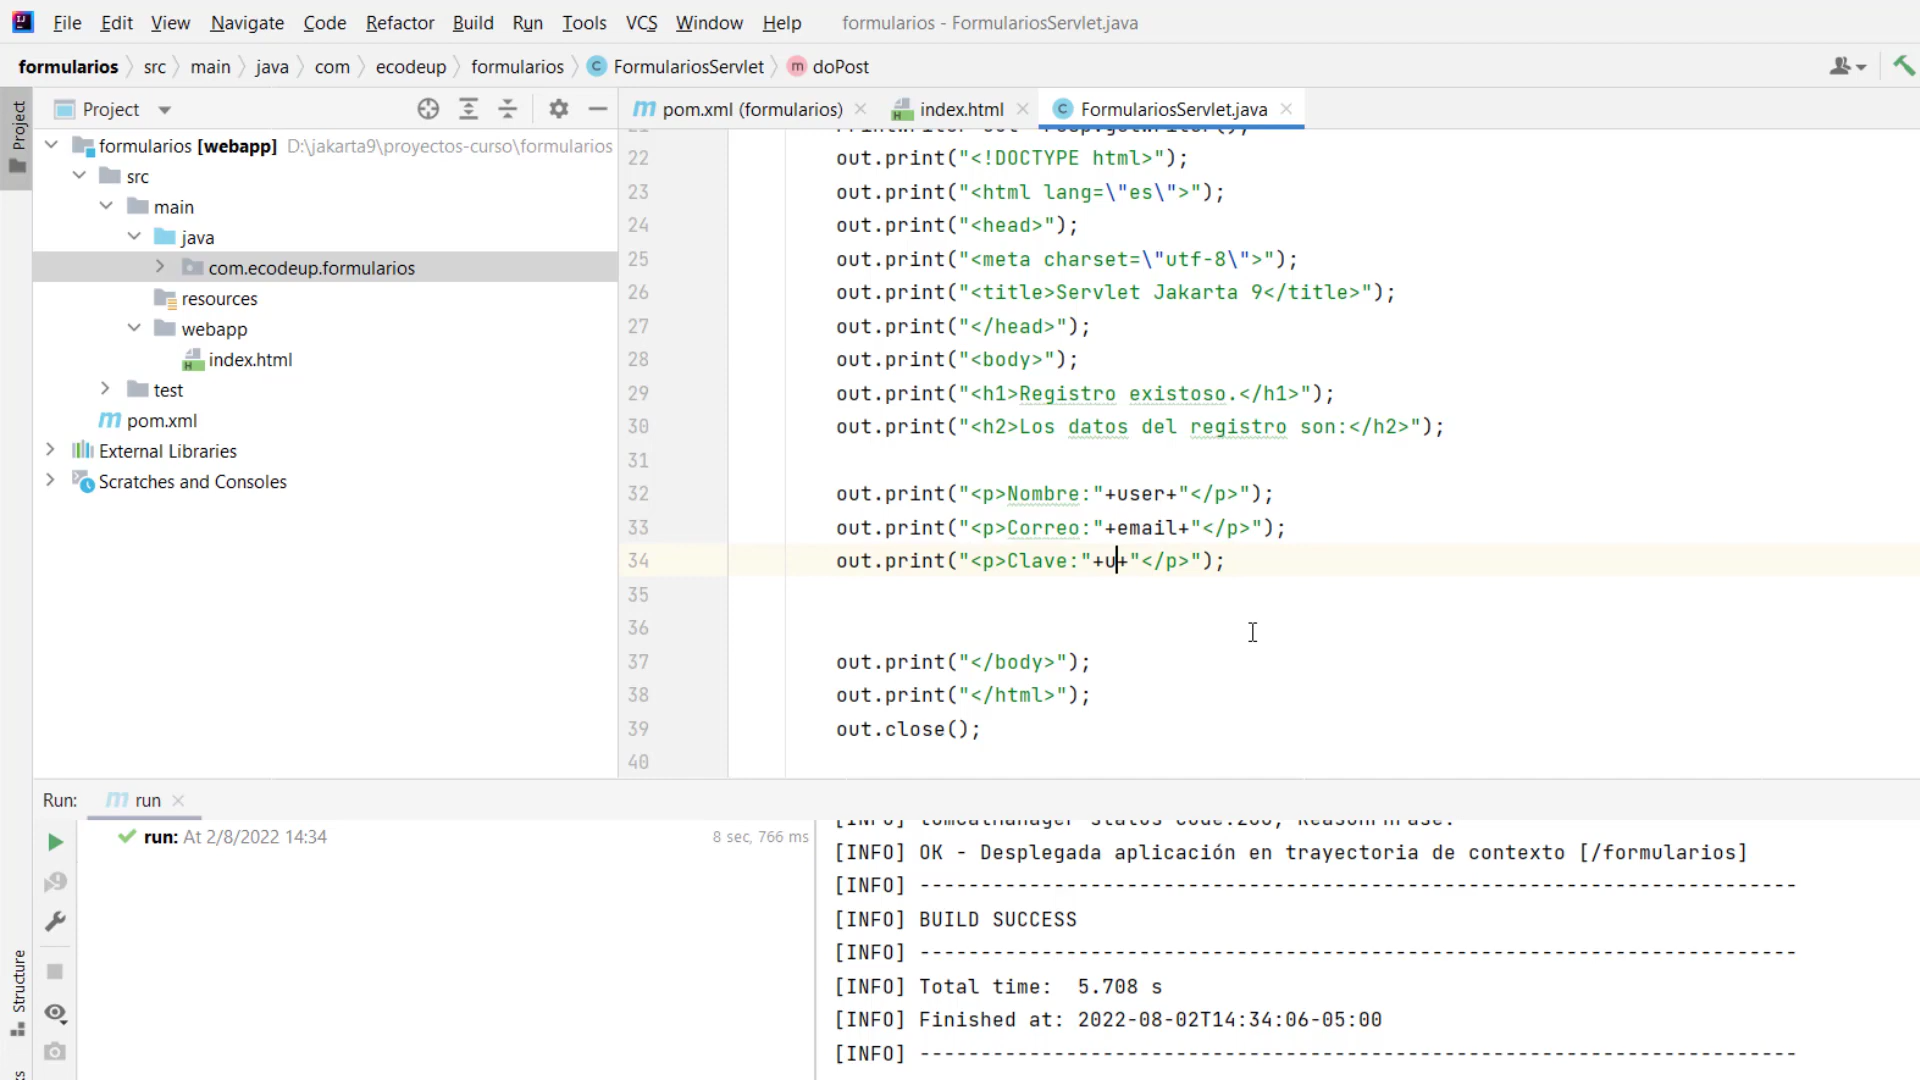 File Edit View Navigate Code Refactor Build Run Tools VCS Window Help formularios - FormulariosServlet.java
formularios src main java com ecodeup formularios C FormulariosServlet m doPost
Project
Project
pom.xml (formularios)
index.html
C FormulariosServlet.java
formularios [webapp] D:\jakarta9\proyectos-curso\formularios
src
main
java
com.ecodeup.formularios
resources
webapp
index.html
test
pom.xml
External Libraries
Scratches and Consoles
22 out.print("<!DOCTYPE html>");
23 out.print("<html lang=\"es\">");
24 out.print("<head>");
25 out.print("<meta charset=\"utf-8\">");
26 out.print("<title>Servlet Jakarta 9</title>");
27 out.print("</head>");
28 out.print("<body>");
29 out.print("<h1>Registro existoso.</h1>");
30 out.print("<h2>Los datos del registro son:</h2>");
31
32 out.print("<p>Nombre:"+user+"</p>");
33 out.print("<p>Correo:"+email+"</p>");
34 out.print("<p>Clave:"+u+"</p>");
35
36
37 out.print("</body>");
38 out.print("</html>");
39 out.close();
40
Run: run
run: At 2/8/2022 14:34 8 sec, 766 ms
[INFO] OK - Desplegada aplicación en trayectoria de contexto [/formularios]
[INFO] ------------------------------------------------------------------------
[INFO] BUILD SUCCESS
[INFO] ------------------------------------------------------------------------
[INFO] Total time:  5.708 s
[INFO] Finished at: 2022-08-02T14:34:06-05:00
[INFO] ------------------------------------------------------------------------
Structure